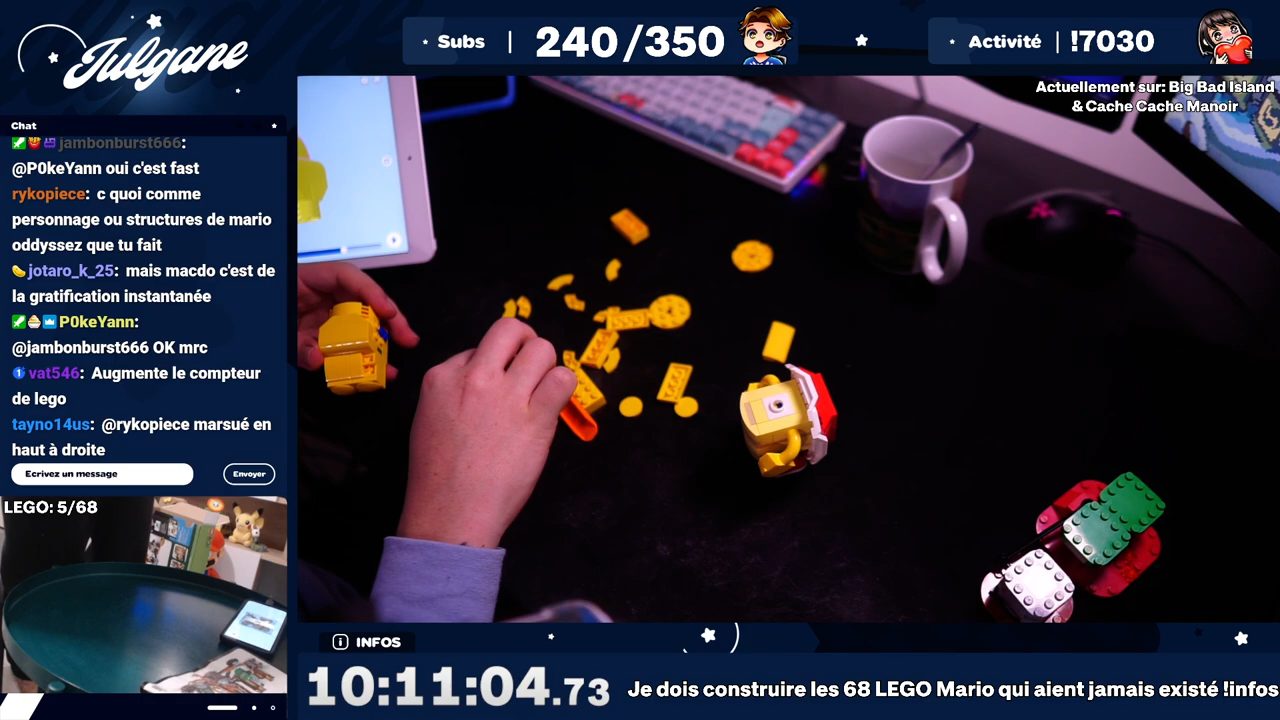 Julgane
Subs | 240/350
Activité | !7030
Actuellement sur: Big Bad Island
& Cache Cache Manoir
Chat
jambonburst666:
@P0keYann oui c'est fast
rykopiece: c quoi comme
personnage ou structures de mario
oddyssez que tu fait
jotaro_k_25: mais macdo c'est de
la gratification instantanée
P0keYann:
@jambonburst666 OK mrc
vat546: Augmente le compteur
de lego
tayno14us: @rykopiece marsué en
haut à droite
Ecrivez un message
Envoyer
LEGO: 5/68
INFOS
10:11:04.73
Je dois construire les 68 LEGO Mario qui aient jamais existé !infos